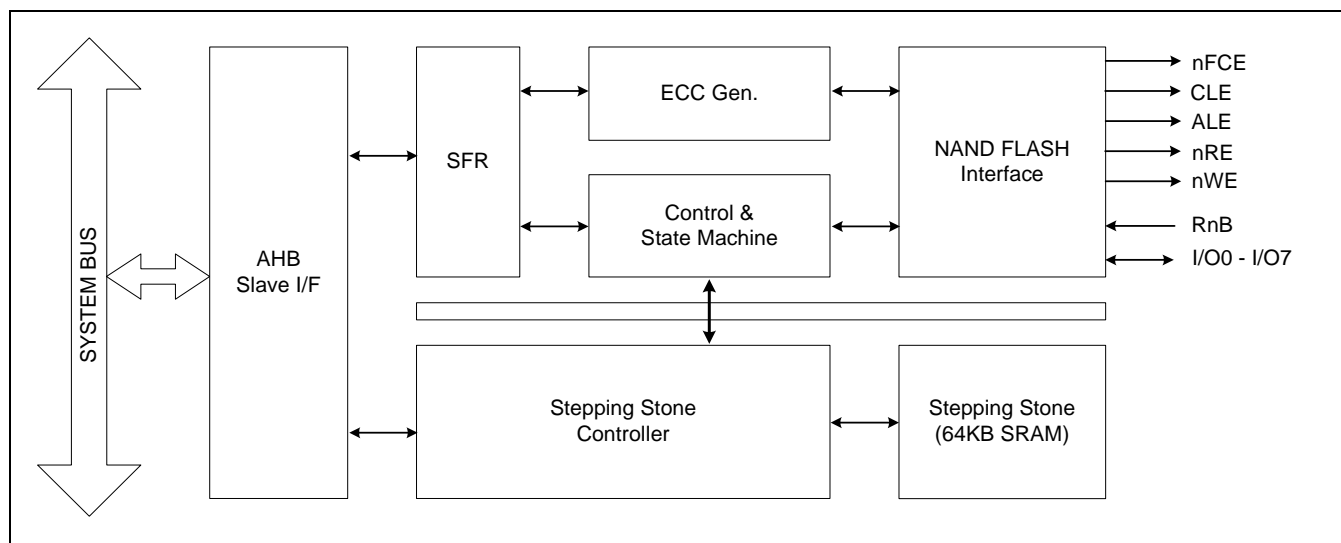 SYSTEM BUS
AHB
Slave I/F
SFR
ECC Gen.
Control &
State Machine
NAND FLASH
Interface
nFCE
CLE
ALE
nRE
nWE
RnB
I/O0 - I/O7
Stepping Stone
Controller
Stepping Stone
(64KB SRAM)